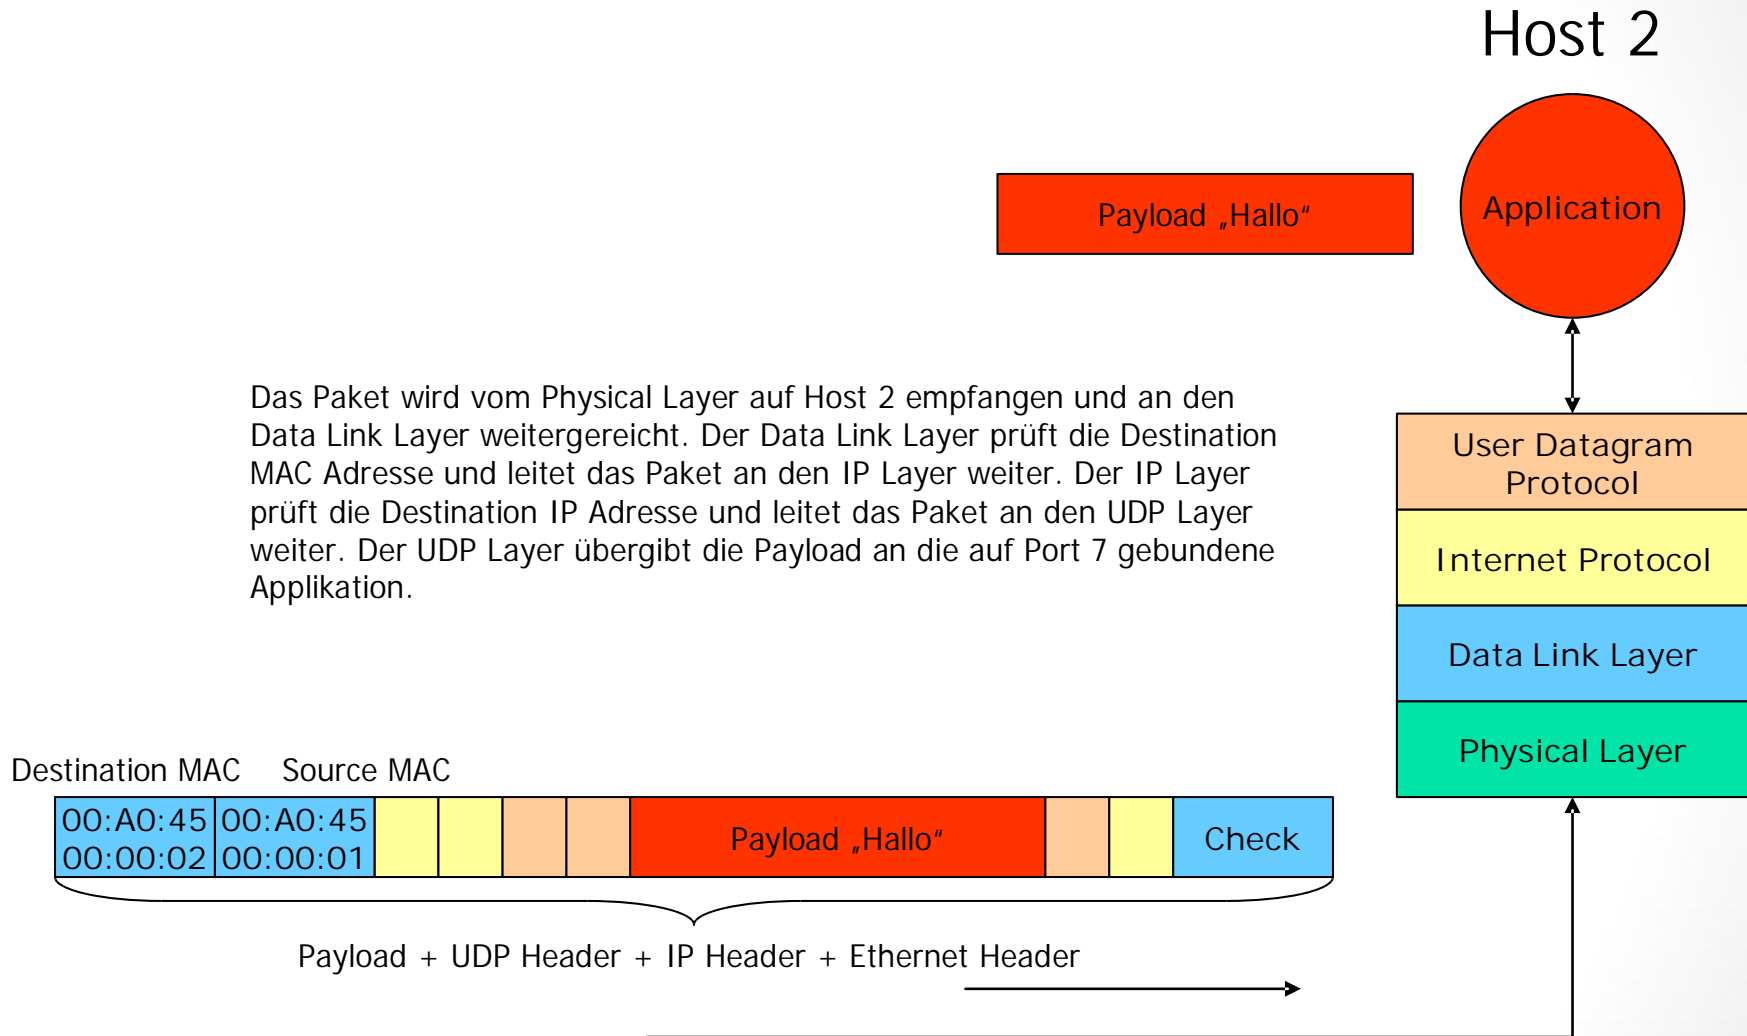 Host 2
Payload „Hallo“
Application
Das Paket wird vom Physical Layer auf Host 2 empfangen und an den
Data Link Layer weitergereicht. Der Data Link Layer prüft die Destination
MAC Adresse und leitet das Paket an den IP Layer weiter. Der IP Layer
prüft die Destination IP Adresse und leitet das Paket an den UDP Layer
weiter. Der UDP Layer übergibt die Payload an die auf Port 7 gebundene
Applikation.
User Datagram
Protocol
Internet Protocol
Data Link Layer
Physical Layer
Destination MAC
Source MAC
00:A0:45
00:00:02
00:A0:45
00:00:01
Payload „Hallo“
Check
Payload + UDP Header + IP Header + Ethernet Header